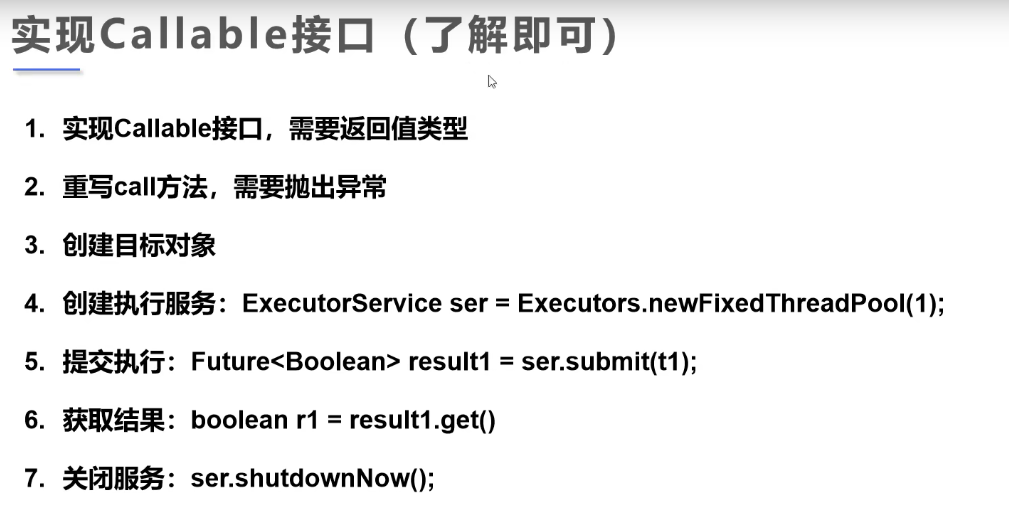 实现Callable接口（了解即可）
1. 实现Callable接口，需要返回值类型
2. 重写call方法，需要抛出异常
3. 创建目标对象
4. 创建执行服务：ExecutorService ser = Executors.newFixedThreadPool(1);
5. 提交执行：Future<Boolean> result1 = ser.submit(t1);
6. 获取结果：boolean r1 = result1.get()
7. 关闭服务：ser.shutdownNow();